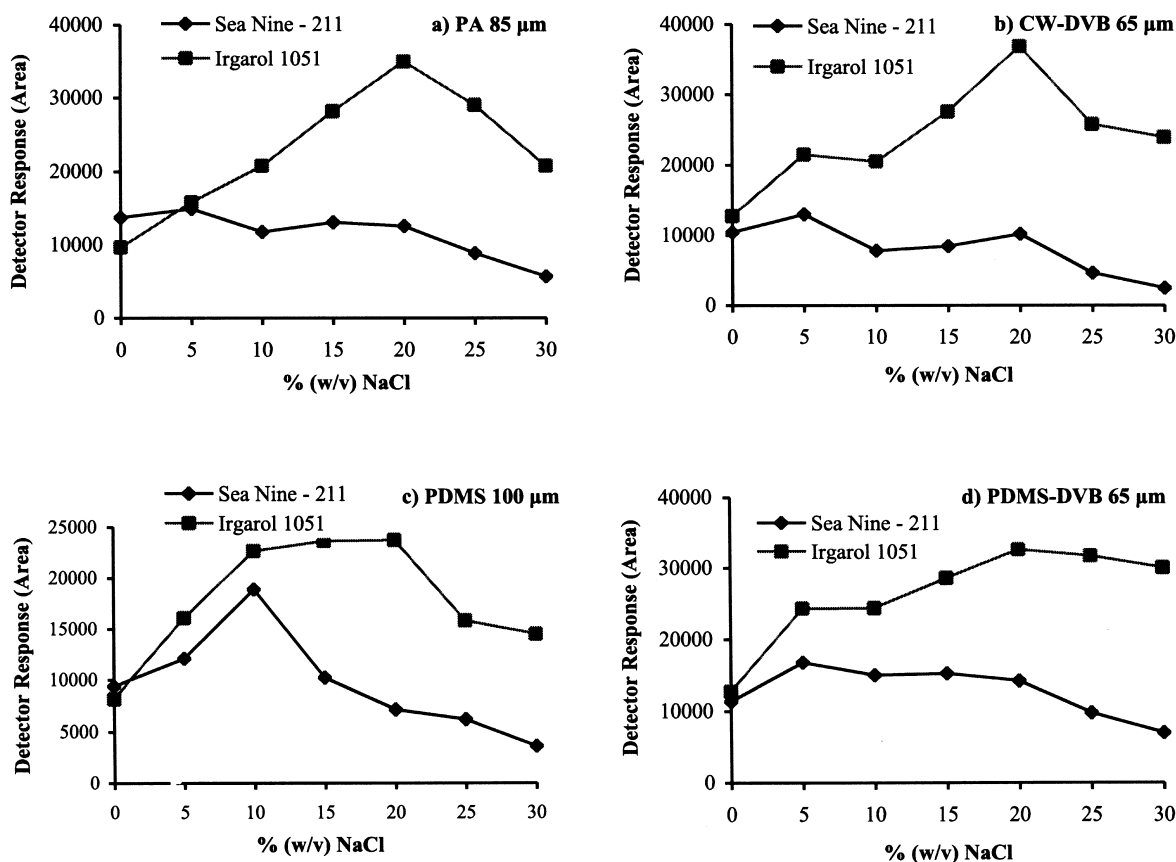 Sea Nine - 211
Irgarol 1051
a) PA 85 µm
Detector Response (Area)
40000
30000
20000
10000
0
0 5 10 15 20 25 30
% (w/v) NaCl
Sea Nine - 211
Irgarol 1051
b) CW-DVB 65 µm
Detector Response (Area)
40000
30000
20000
10000
0
0 5 10 15 20 25 30
% (w/v) NaCl
Sea Nine - 211
Irgarol 1051
c) PDMS 100 µm
Detector Response (Area)
25000
20000
15000
10000
5000
0
0 5 10 15 20 25 30
% (w/v) NaCl
Sea Nine - 211
Irgarol 1051
d) PDMS-DVB 65 µm
Detector Response (Area)
40000
30000
20000
10000
0
0 5 10 15 20 25 30
% (w/v) NaCl